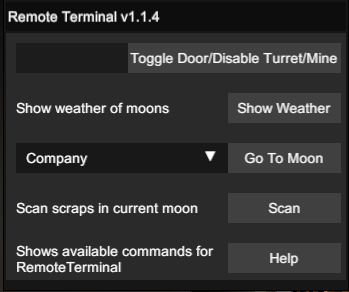 Remote Terminal v1.1.4
Toggle Door/Disable Turret/Mine
Show weather of moons
Show Weather
Company
Go To Moon
Scan scraps in current moon
Scan
Shows available commands for
RemoteTerminal
Help